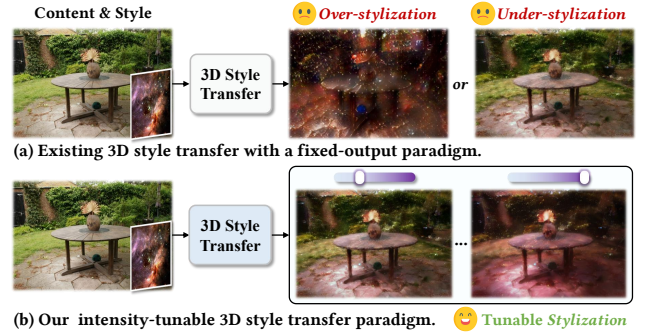 Content & Style
Over-stylization
Under-stylization
3D Style
Transfer
or
(a) Existing 3D style transfer with a fixed-output paradigm.
3D Style
Transfer
...
(b) Our intensity-tunable 3D style transfer paradigm.
Tunable Stylization